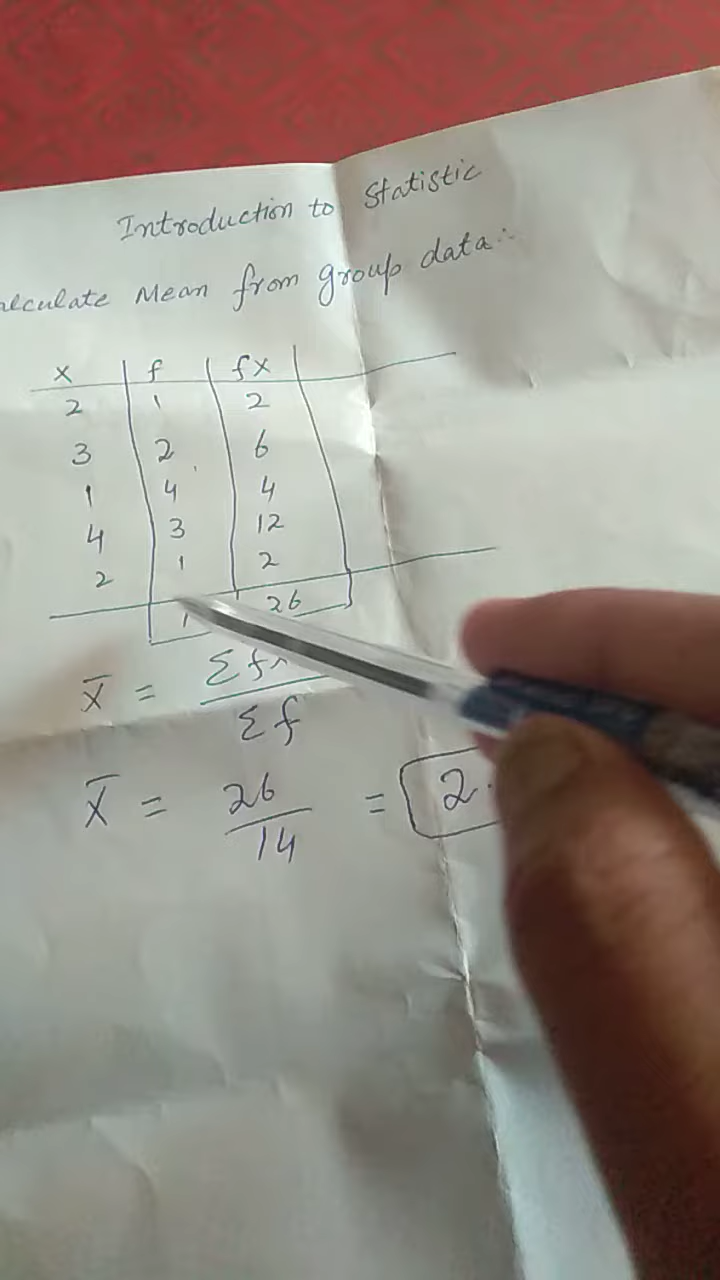 Introduction to Statistic
alculate Mean from group data:
x f fx
2 1 2
3 2 6
1 4 4
4 3 12
2 1 2
26
x̄ = Σf
Σf
x̄ = 26/14 = 2.